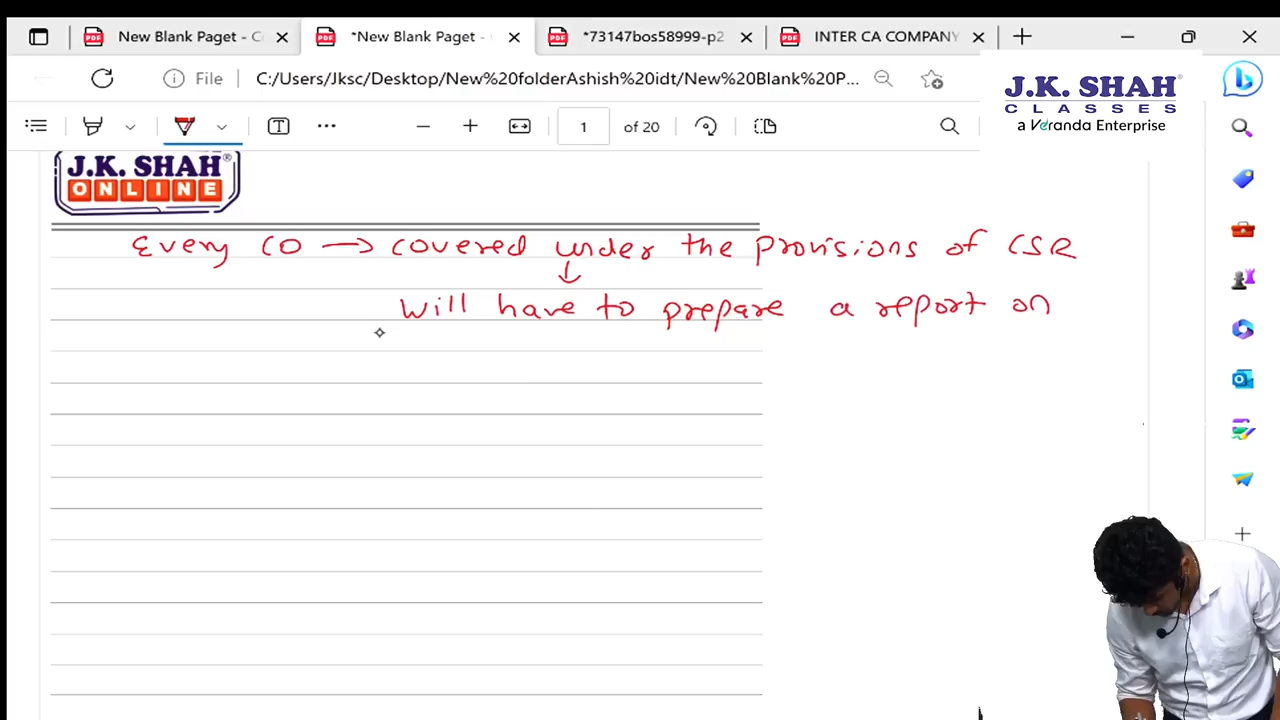 New Blank Paget - C
*New Blank Paget -
*73147bos58999-p2
INTER CA COMPANY
File
C:/Users/Jksc/Desktop/New%20folderAshish%20idt/New%20Blank%20P...
1 of 20
J.K. SHAH®
CLASSES
a Veranda Enterprise
J.K. SHAH®
ONLINE
Every CO → covered under the provisions of CSR
↓
will have to prepare a report on